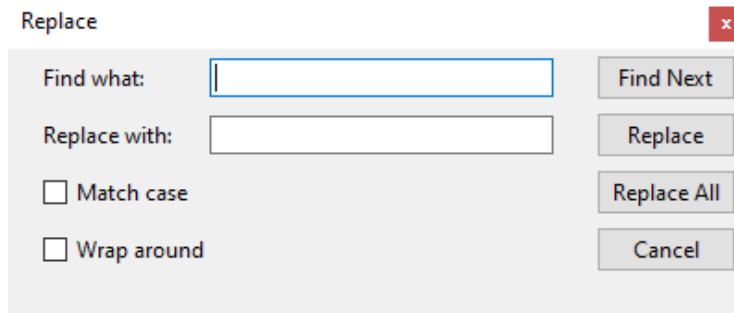 Replace
x
Find what:
Find Next
Replace with:
Replace
Match case
Replace All
Wrap around
Cancel